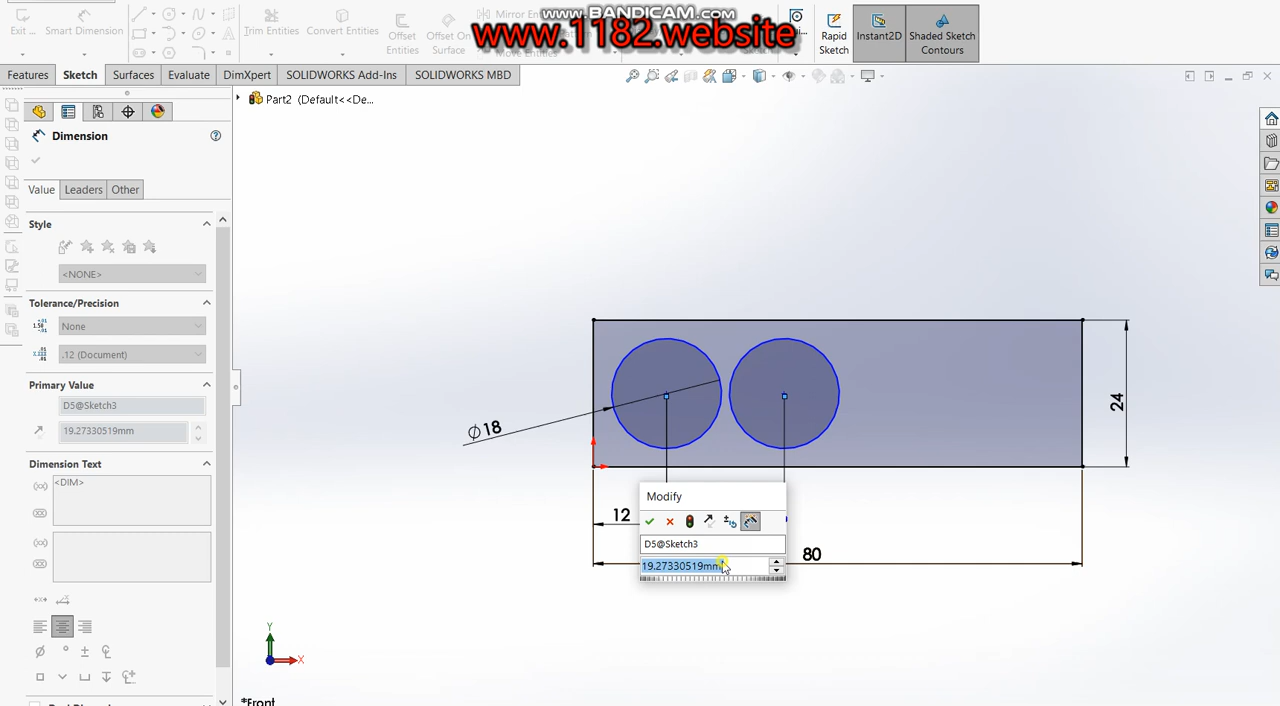 www.BANDICAM.com
www.1182.website
Exit ...
Smart Dimension
Trim Entities
Convert Entities
Offset
Entities
Offset On
Surface
Mirror En
Move Entities
Rapid
Sketch
Instant2D
Shaded Sketch
Contours
Features
Sketch
Surfaces
Evaluate
DimXpert
SOLIDWORKS Add-Ins
SOLIDWORKS MBD
Part2 (Default<<De...
Dimension
Value
Leaders
Other
Style
<NONE>
Tolerance/Precision
None
.12 (Document)
Primary Value
D5@Sketch3
19.27330519mm
Dimension Text
<DIM>
∅18
24
12
80
Modify
D5@Sketch3
19.27330519mm
Y
X
*Front